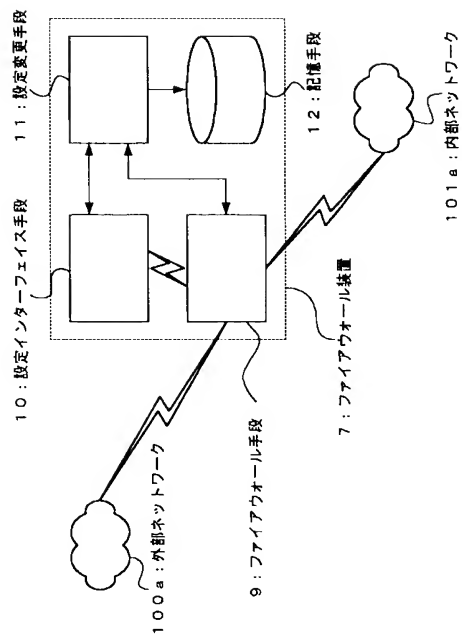 11：設定変更手段
12：記憶手段
101a：内部ネットワーク
10：設定インターフェイス手段
7：ファイアウォール装置
9：ファイアウォール手段
100a：外部ネットワーク